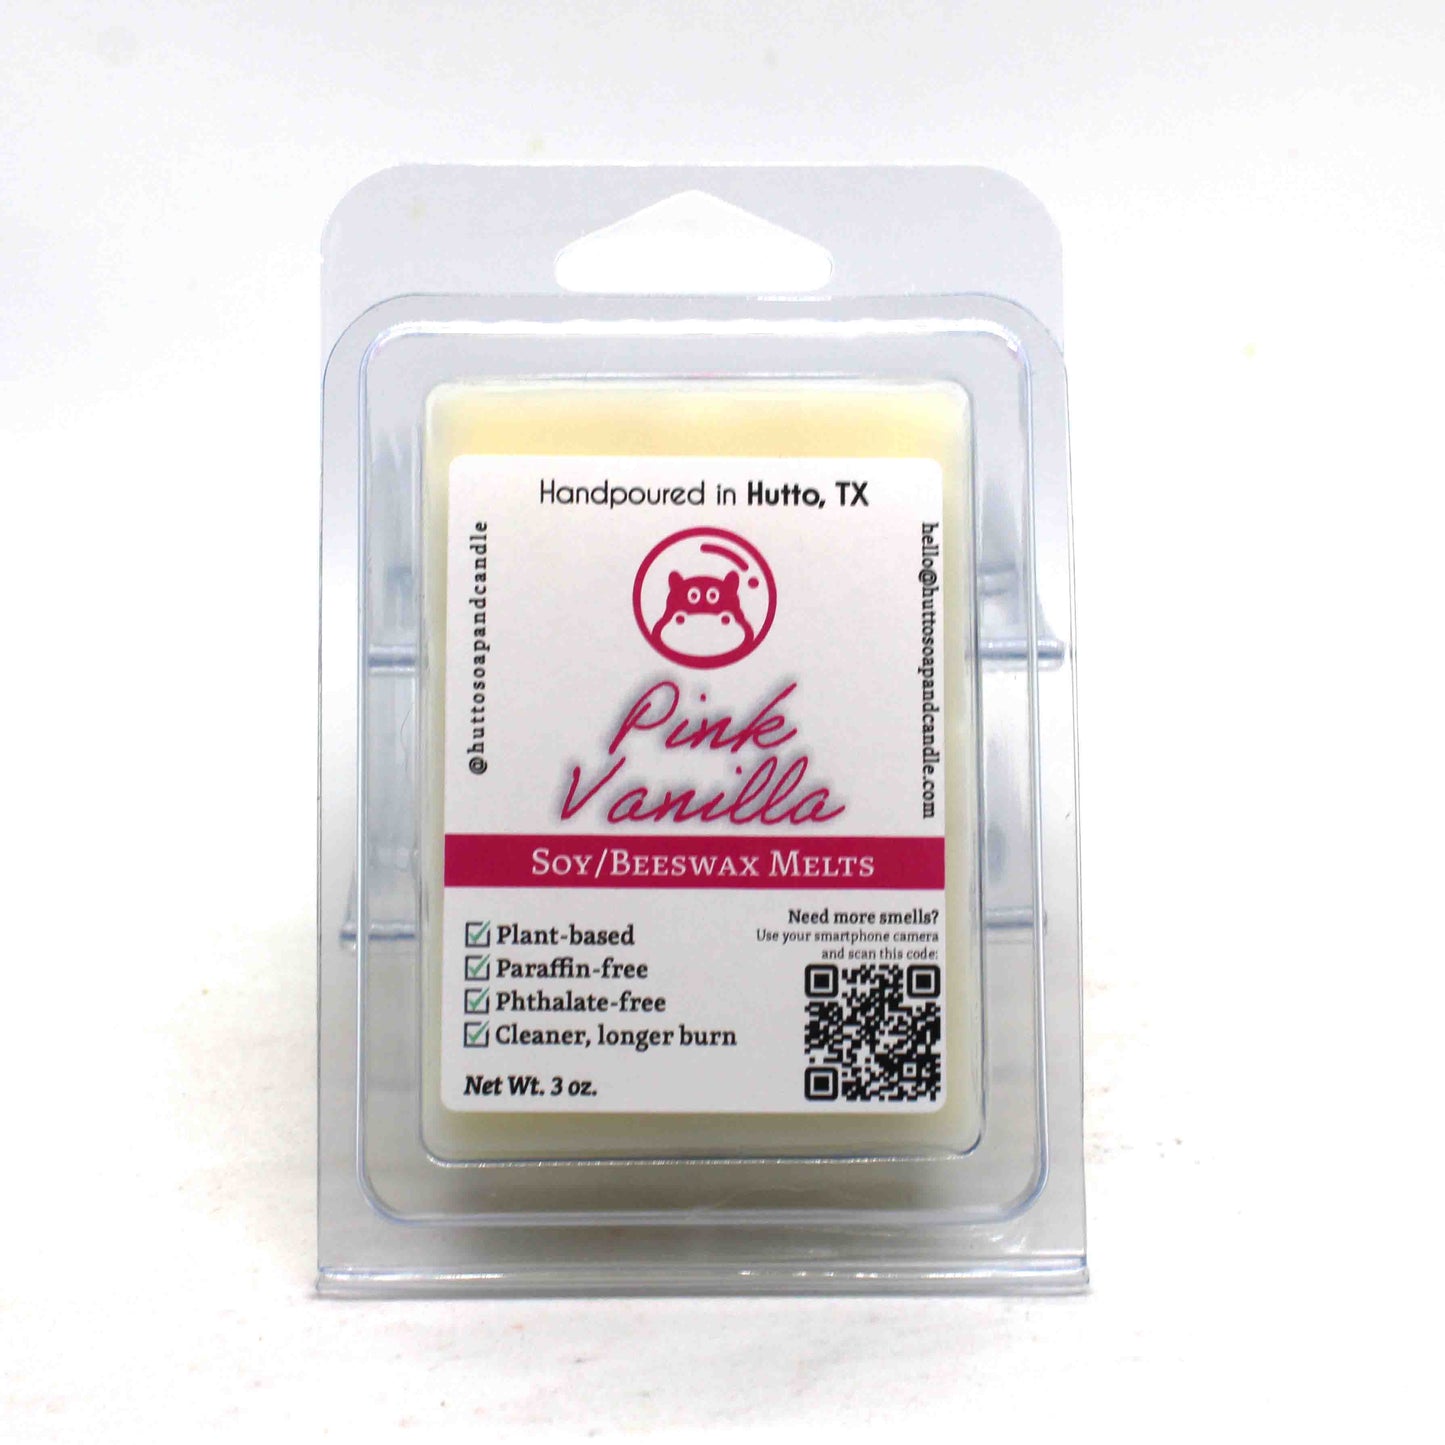 Handpoured in Hutto, TX
@huttosoapandcandle
hello@huttosoapandcandle.com
Pink
Vanilla
Soy/Beeswax Melts
Plant-based
Paraffin-free
Phthalate-free
Cleaner, longer burn
Net Wt. 3 oz.
Need more smells?
Use your smartphone camera
and scan this code: